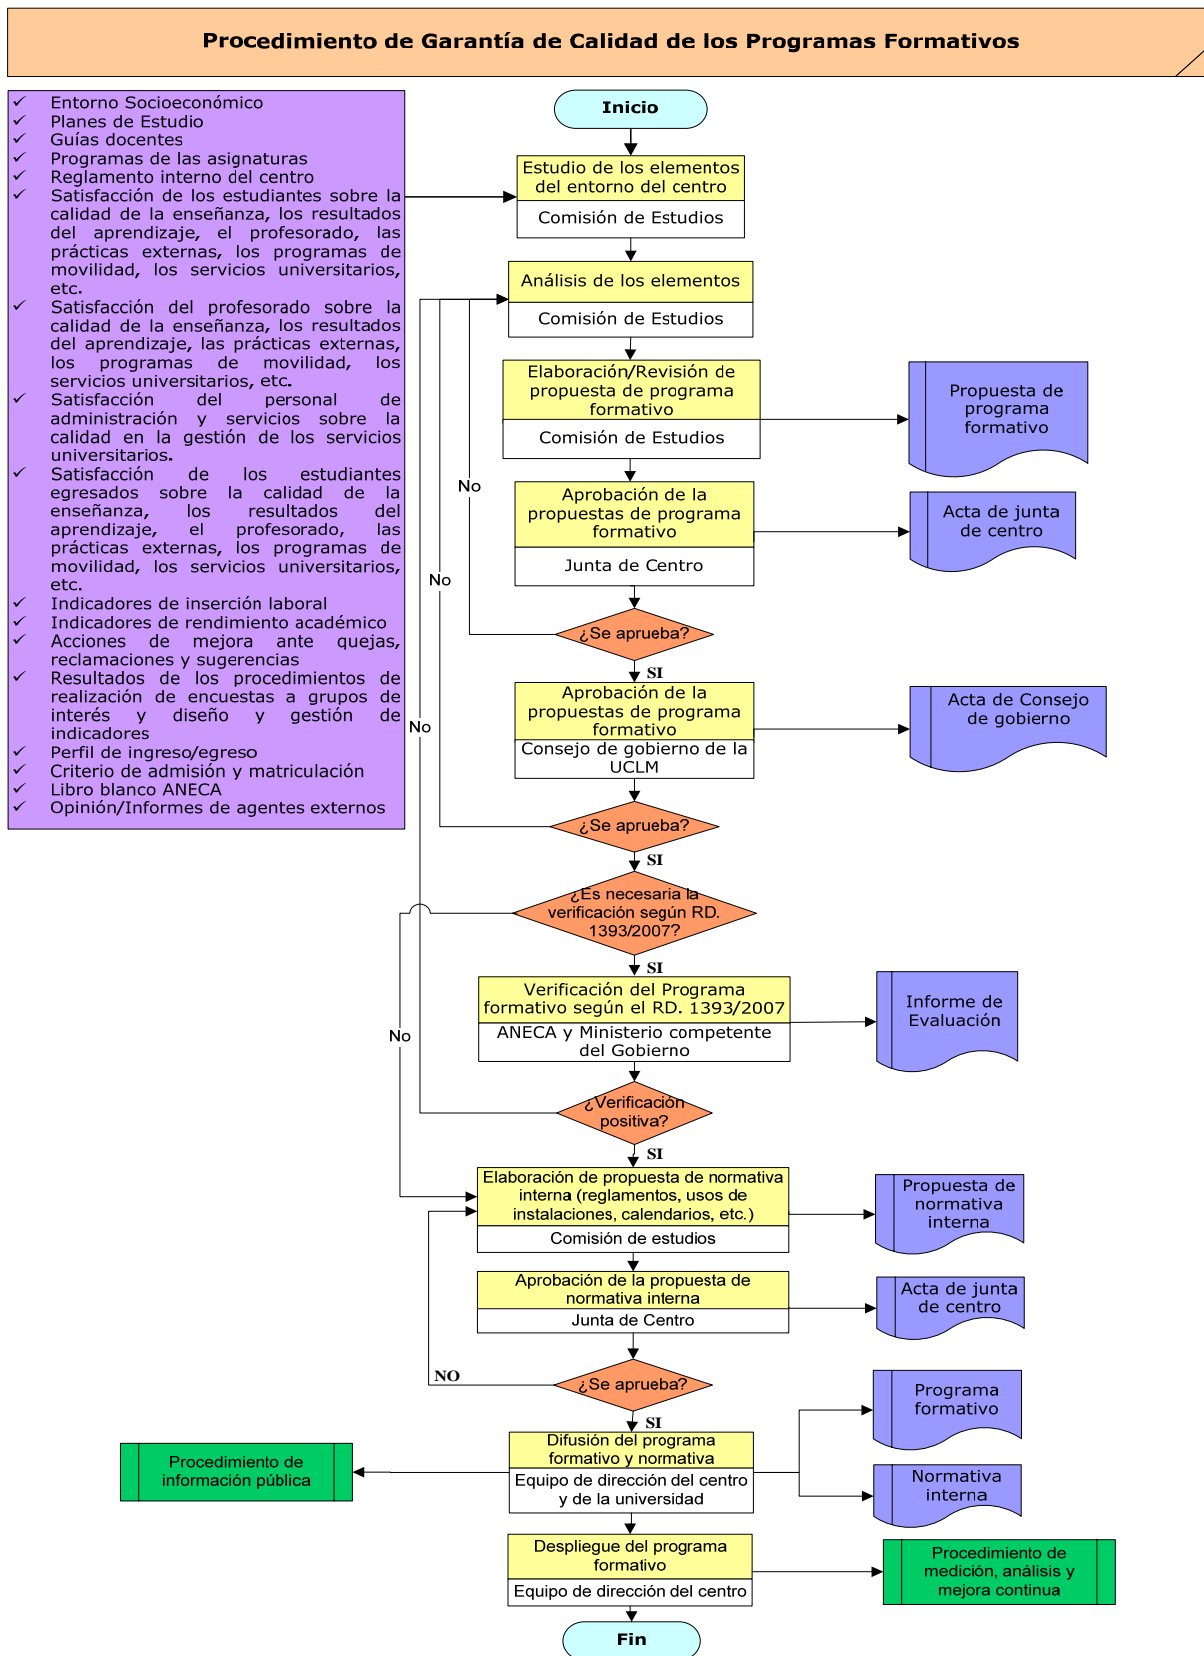 Procedimiento de Garantía de Calidad de los Programas Formativos
✓ Entorno Socioeconómico
✓ Planes de Estudio
✓ Guías docentes
✓ Programas de las asignaturas
✓ Reglamento interno del centro
✓ Satisfacción de los estudiantes sobre la
calidad de la enseñanza, los resultados
del aprendizaje, el profesorado, las
prácticas externas, los programas de
movilidad, los servicios universitarios,
etc.
✓ Satisfacción del profesorado sobre la
calidad de la enseñanza, los resultados
del aprendizaje, las prácticas externas,
los programas de movilidad, los
servicios universitarios, etc.
✓ Satisfacción del personal de
administración y servicios sobre la
calidad en la gestión de los servicios
universitarios.
✓ Satisfacción de los estudiantes
egresados sobre la calidad de la
enseñanza, los resultados del
aprendizaje, el profesorado, las
prácticas externas, los programas de
movilidad, los servicios universitarios,
etc.
✓ Indicadores de inserción laboral
✓ Indicadores de rendimiento académico
✓ Acciones de mejora ante quejas,
reclamaciones y sugerencias
✓ Resultados de los procedimientos de
realización de encuestas a grupos de
interés y diseño y gestión de
indicadores
✓ Perfil de ingreso/egreso
✓ Criterio de admisión y matriculación
✓ Libro blanco ANECA
✓ Opinión/Informes de agentes externos
Inicio
Estudio de los elementos
del entorno del centro
Comisión de Estudios
Análisis de los elementos
Comisión de Estudios
Elaboración/Revisión de
propuesta de programa
formativo
Comisión de Estudios
Propuesta de
programa
formativo
Aprobación de la
propuestas de programa
formativo
Junta de Centro
Acta de junta
de centro
¿Se aprueba?
No
SI
Aprobación de la
propuestas de programa
formativo
Consejo de gobierno de la
UCLM
Acta de Consejo
de gobierno
¿Se aprueba?
No
SI
¿Es necesaria la
verificación según RD.
1393/2007?
No
SI
Verificación del Programa
formativo según el RD. 1393/2007
ANECA y Ministerio competente
del Gobierno
Informe de
Evaluación
¿Verificación
positiva?
No
SI
Elaboración de propuesta de normativa
interna (reglamentos, usos de
instalaciones, calendarios, etc.)
Comisión de estudios
Propuesta de
normativa
interna
Aprobación de la propuesta de
normativa interna
Junta de Centro
Acta de junta
de centro
¿Se aprueba?
NO
SI
Difusión del programa
formativo y normativa
Equipo de dirección del centro
y de la universidad
Programa
formativo
Normativa
interna
Procedimiento de
información pública
Despliegue del programa
formativo
Equipo de dirección del centro
Procedimiento de
medición, análisis y
mejora continua
Fin